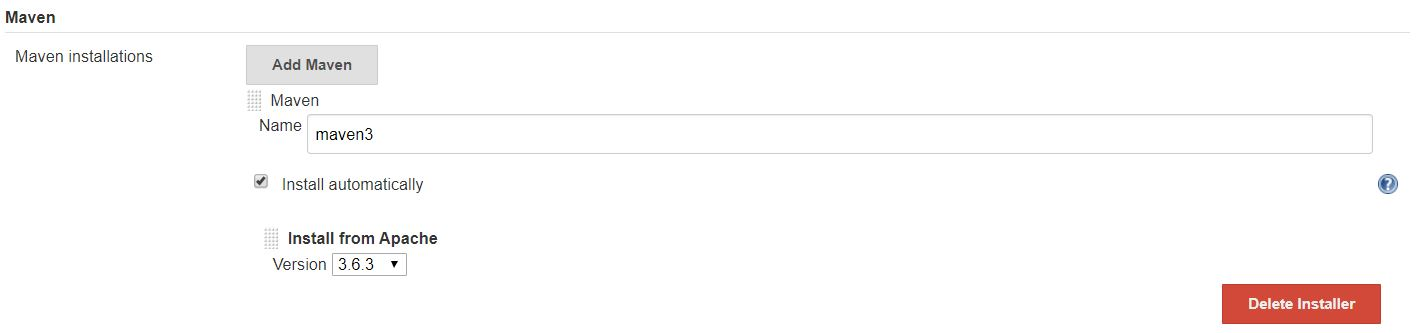 Maven
Maven installations
Add Maven
Maven
Name maven3
Install automatically
?
Install from Apache
Version 3.6.3
Delete Installer